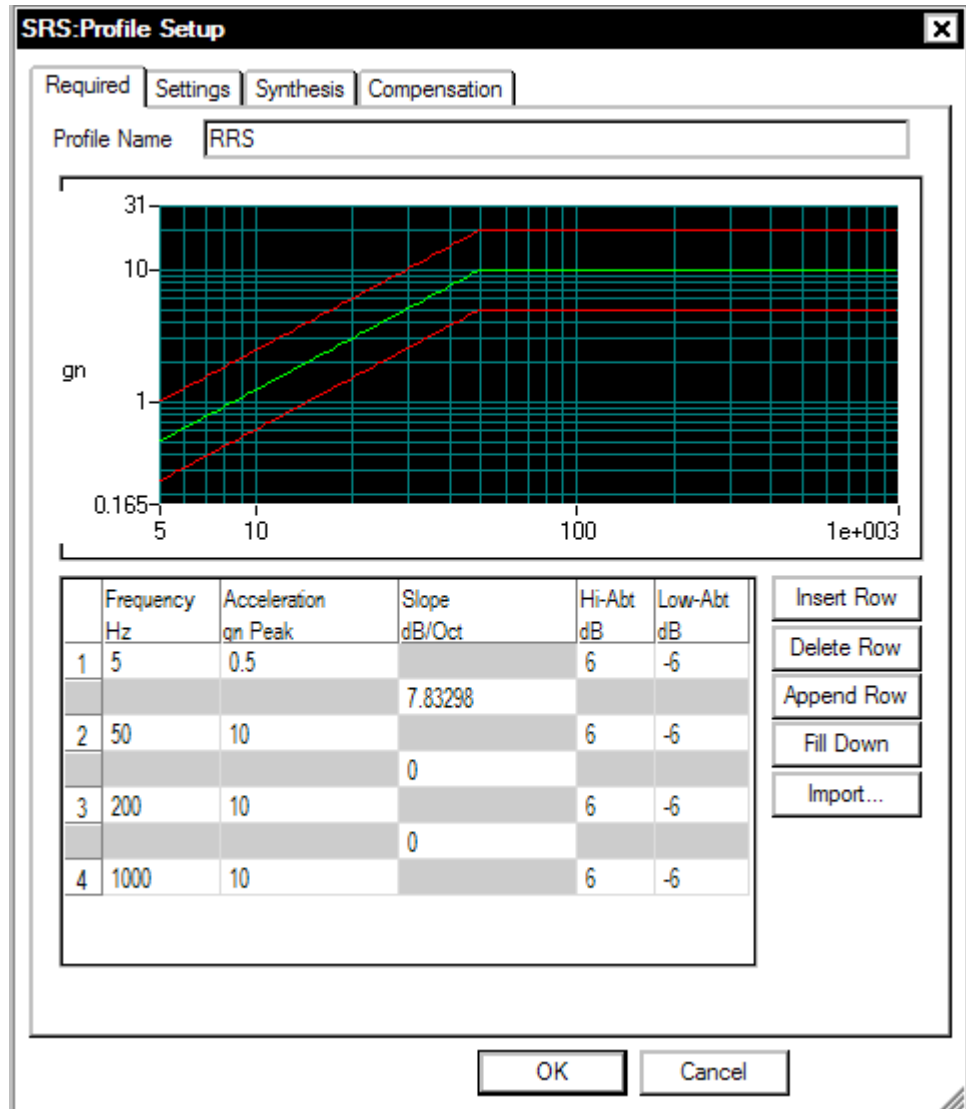 SRS:Profile Setup
Required Settings Synthesis Compensation
Profile Name RRS
31
10
gn
1
0.165
5 10 100 1e+003
Frequency Acceleration Slope Hi-Abt Low-Abt
Hz gn Peak dB/Oct dB dB
1 5 0.5 6 -6
7.83298
2 50 10 6 -6
0
3 200 10 6 -6
0
4 1000 10 6 -6
Insert Row
Delete Row
Append Row
Fill Down
Import...
OK Cancel